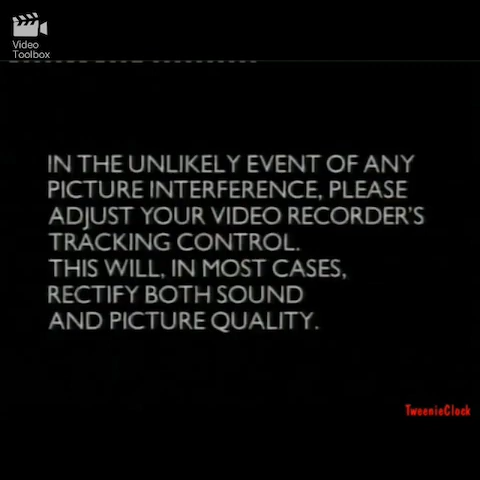 Video
Toolbox
IN THE UNLIKELY EVENT OF ANY
PICTURE INTERFERENCE, PLEASE
ADJUST YOUR VIDEO RECORDER'S
TRACKING CONTROL.
THIS WILL, IN MOST CASES,
RECTIFY BOTH SOUND
AND PICTURE QUALITY.
TweenieClock